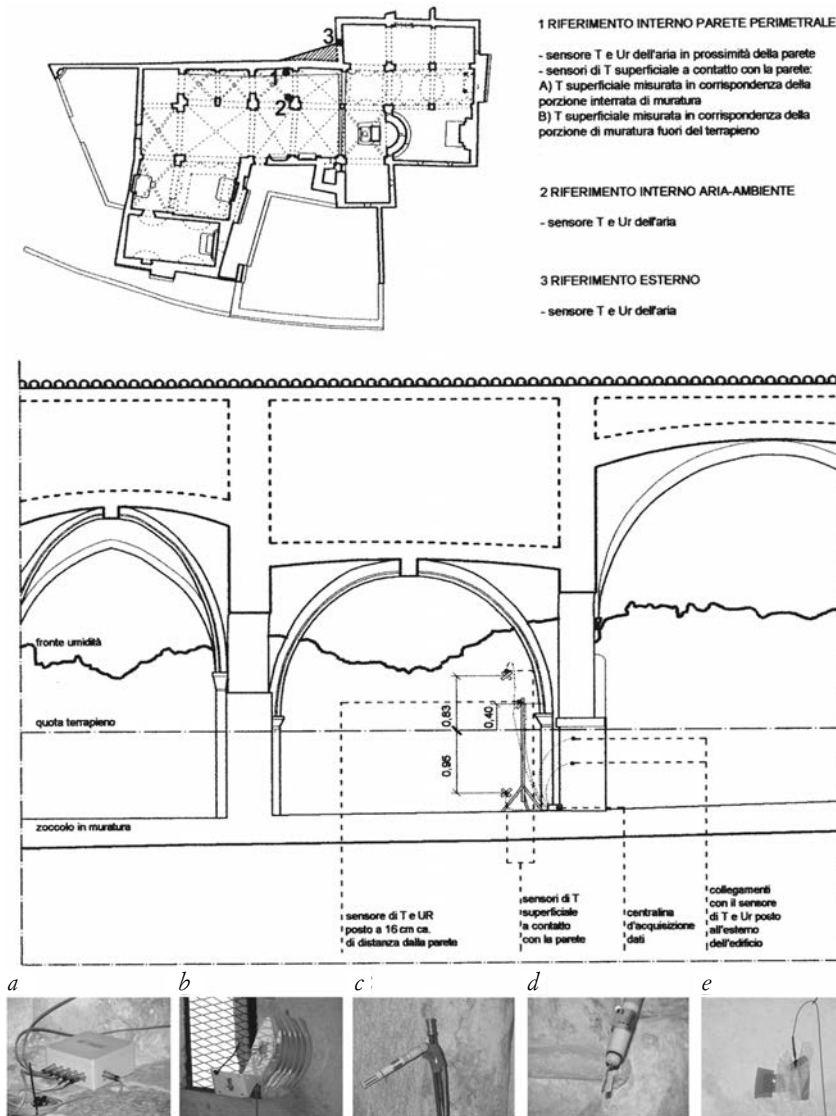 1 RIFERIMENTO INTERNO PARETE PERIMETRALE
- sensore T e Ur dell'aria in prossimità della parete
- sensori di T superficiale a contatto con la parete:
A) T superficiale misurata in corrispondenza della
porzione interrata di muratura
B) T superficiale misurata in corrispondenza della
porzione di muratura fuori del terrapieno
2 RIFERIMENTO INTERNO ARIA-AMBIENTE
- sensore T e Ur dell'aria
3 RIFERIMENTO ESTERNO
- sensore T e Ur dell'aria
3
1
2
fronte umidità
quota terrapieno
0,83
0,40
0,95
zoccolo in muratura
sensore di T e UR
posto a 16 cm ca.
di distanza dalla parete
sensori di T
superficiale
a contatto
con la parete
centralina
d'acquisizione
dati
collegamenti
con il sensore
di T e Ur posto
all'esterno
dell'edificio
a
b
c
d
e